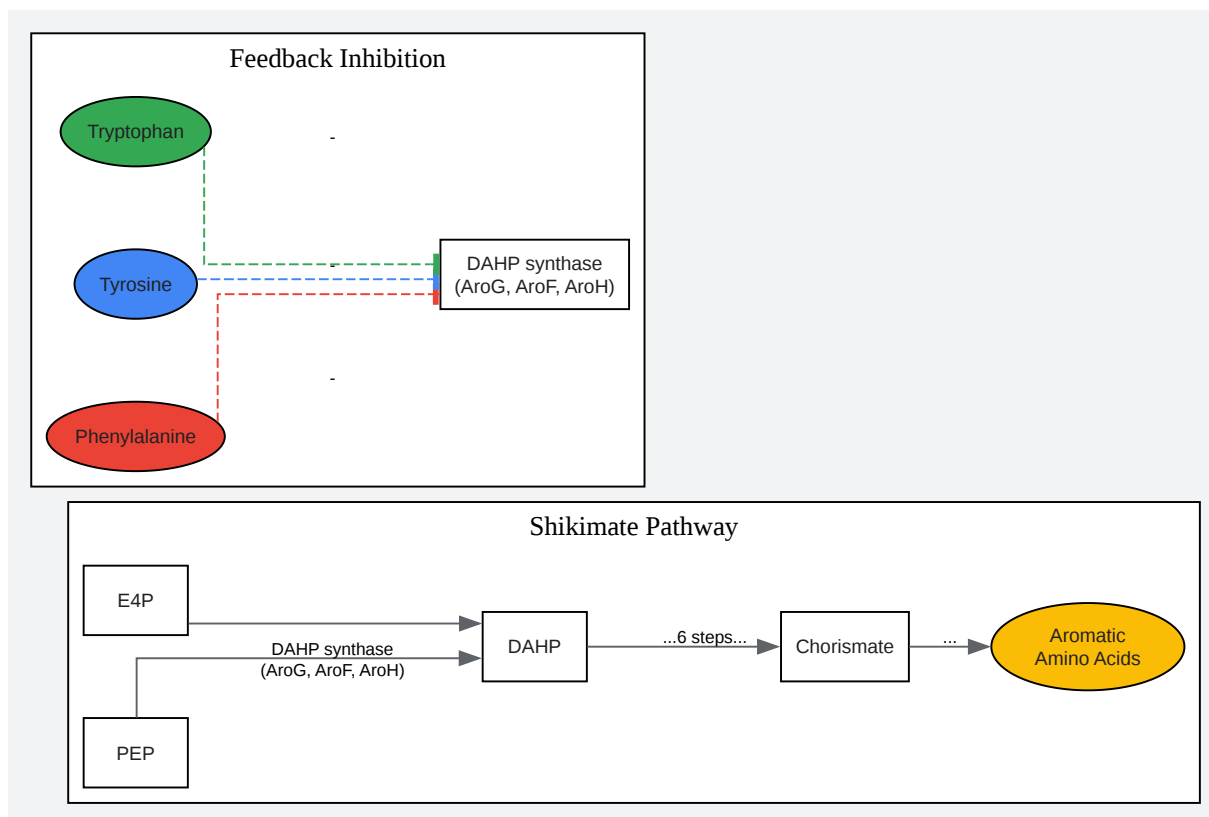 Feedback Inhibition
Tryptophan
-
Tyrosine
-
DAHP synthase
(AroG, AroF, AroH)
-
Phenylalanine
Shikimate Pathway
E4P
DAHP synthase
(AroG, AroF, AroH)
PEP
DAHP
...6 steps...
Chorismate
...
Aromatic
Amino Acids